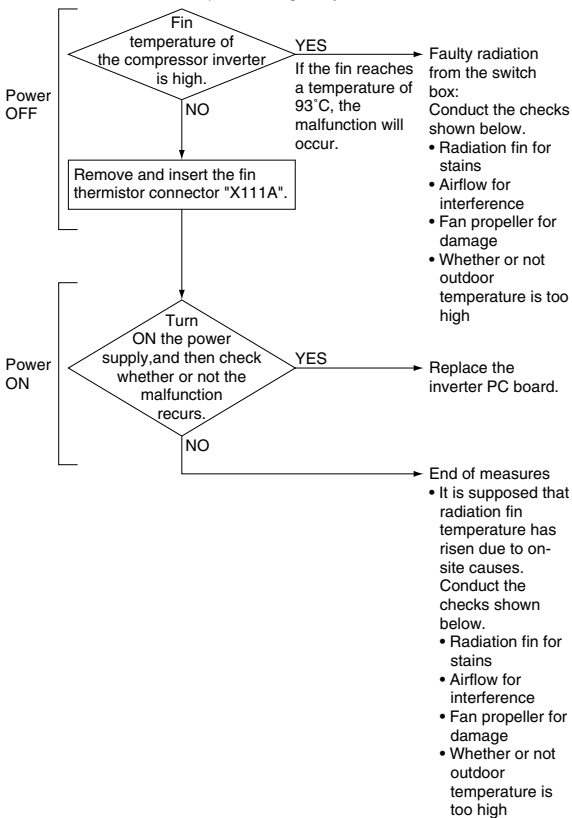 Power
OFF
Fin
temperature of
the compressor inverter
is high.
YES
If the fin reaches
a temperature of
93˚C, the
malfunction will
occur.
Faulty radiation
from the switch
box:
Conduct the checks
shown below.
• Radiation fin for
stains
• Airflow for
interference
• Fan propeller for
damage
• Whether or not
outdoor
temperature is too
high
NO
Remove and insert the fin
thermistor connector "X111A".
Power
ON
Turn
ON the power
supply,and then check
whether or not the
malfunction
recurs.
YES
Replace the
inverter PC board.
NO
End of measures
• It is supposed that
radiation fin
temperature has
risen due to on-
site causes.
Conduct the
checks shown
below.
• Radiation fin for
stains
• Airflow for
interference
• Fan propeller for
damage
• Whether or not
outdoor
temperature is
too high